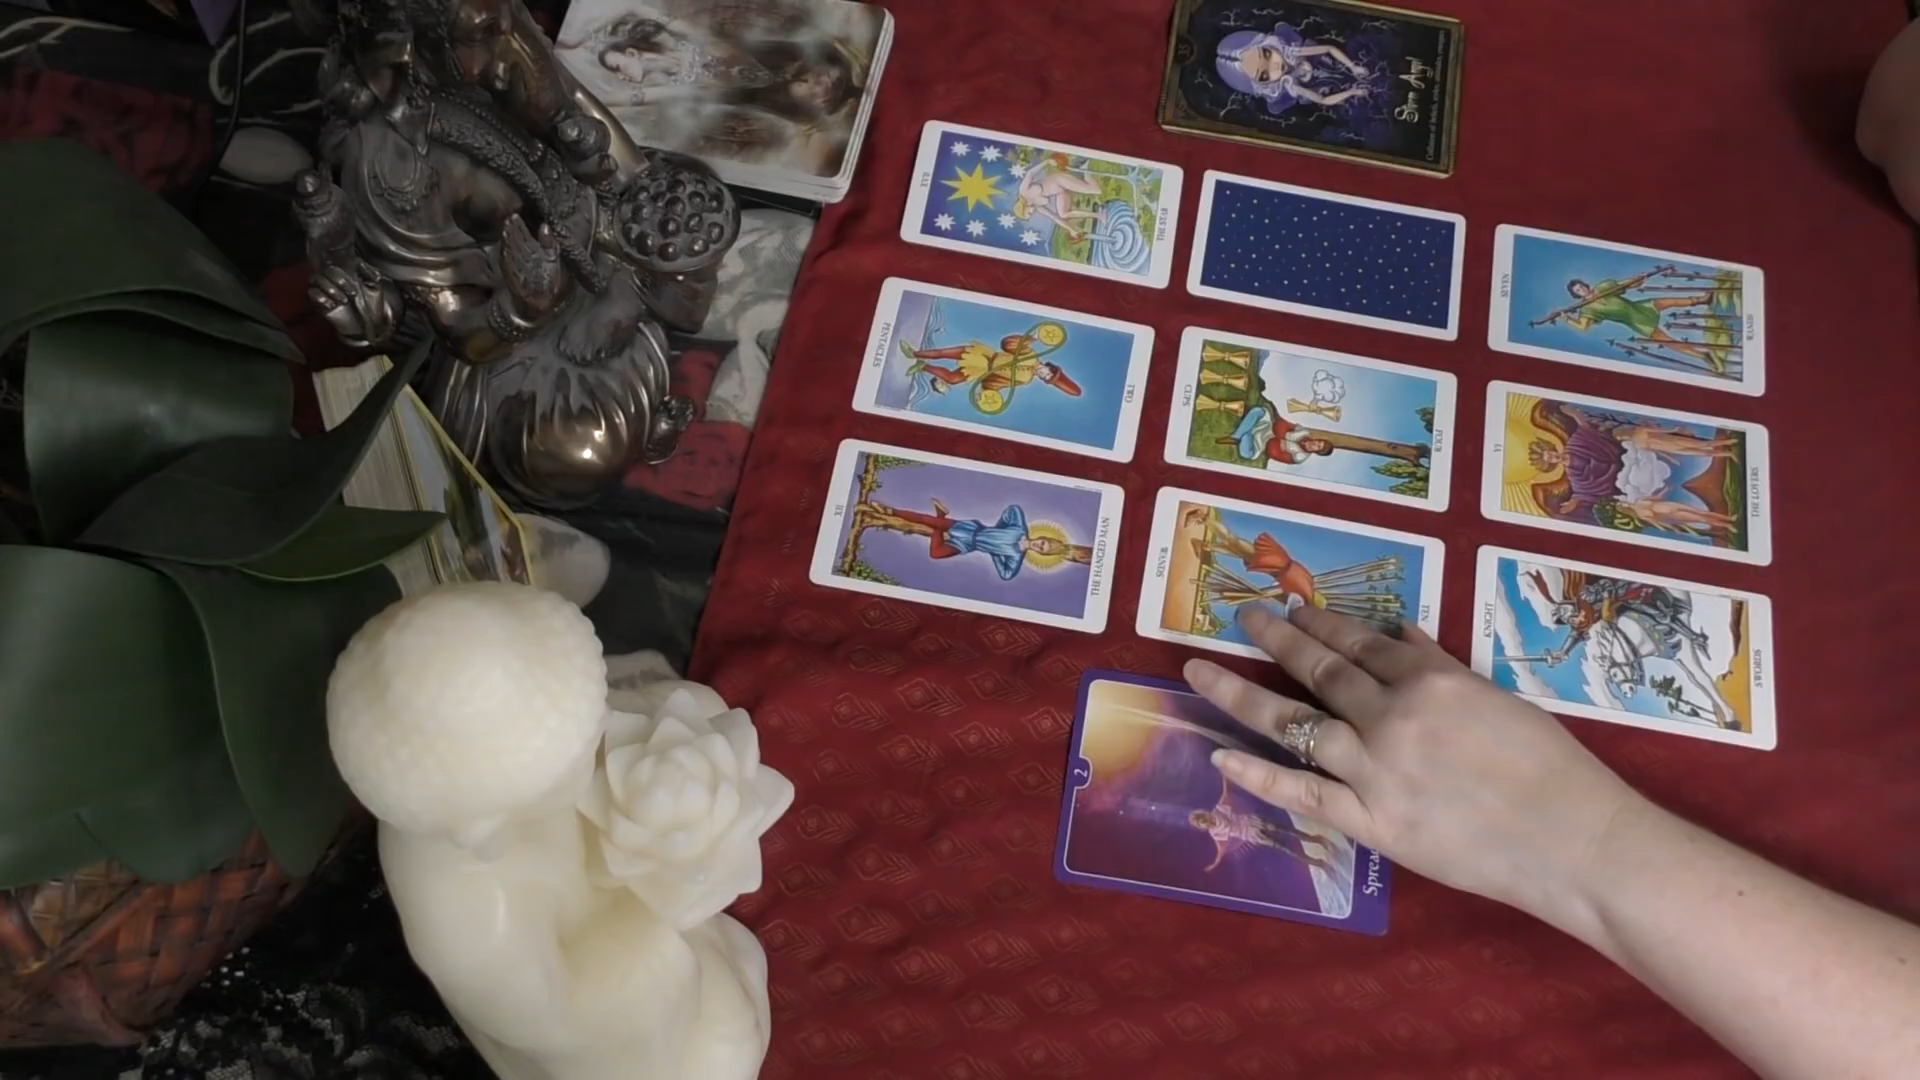 35
Storm Angel
XVII
THE STAR
SEVEN
WANDS
PENTACLES
TWO
CUPS
FOUR
VI
THE LOVERS
XII
THE HANGED MAN
WANDS
TEN
KNIGHT
SWORDS
2
Spread